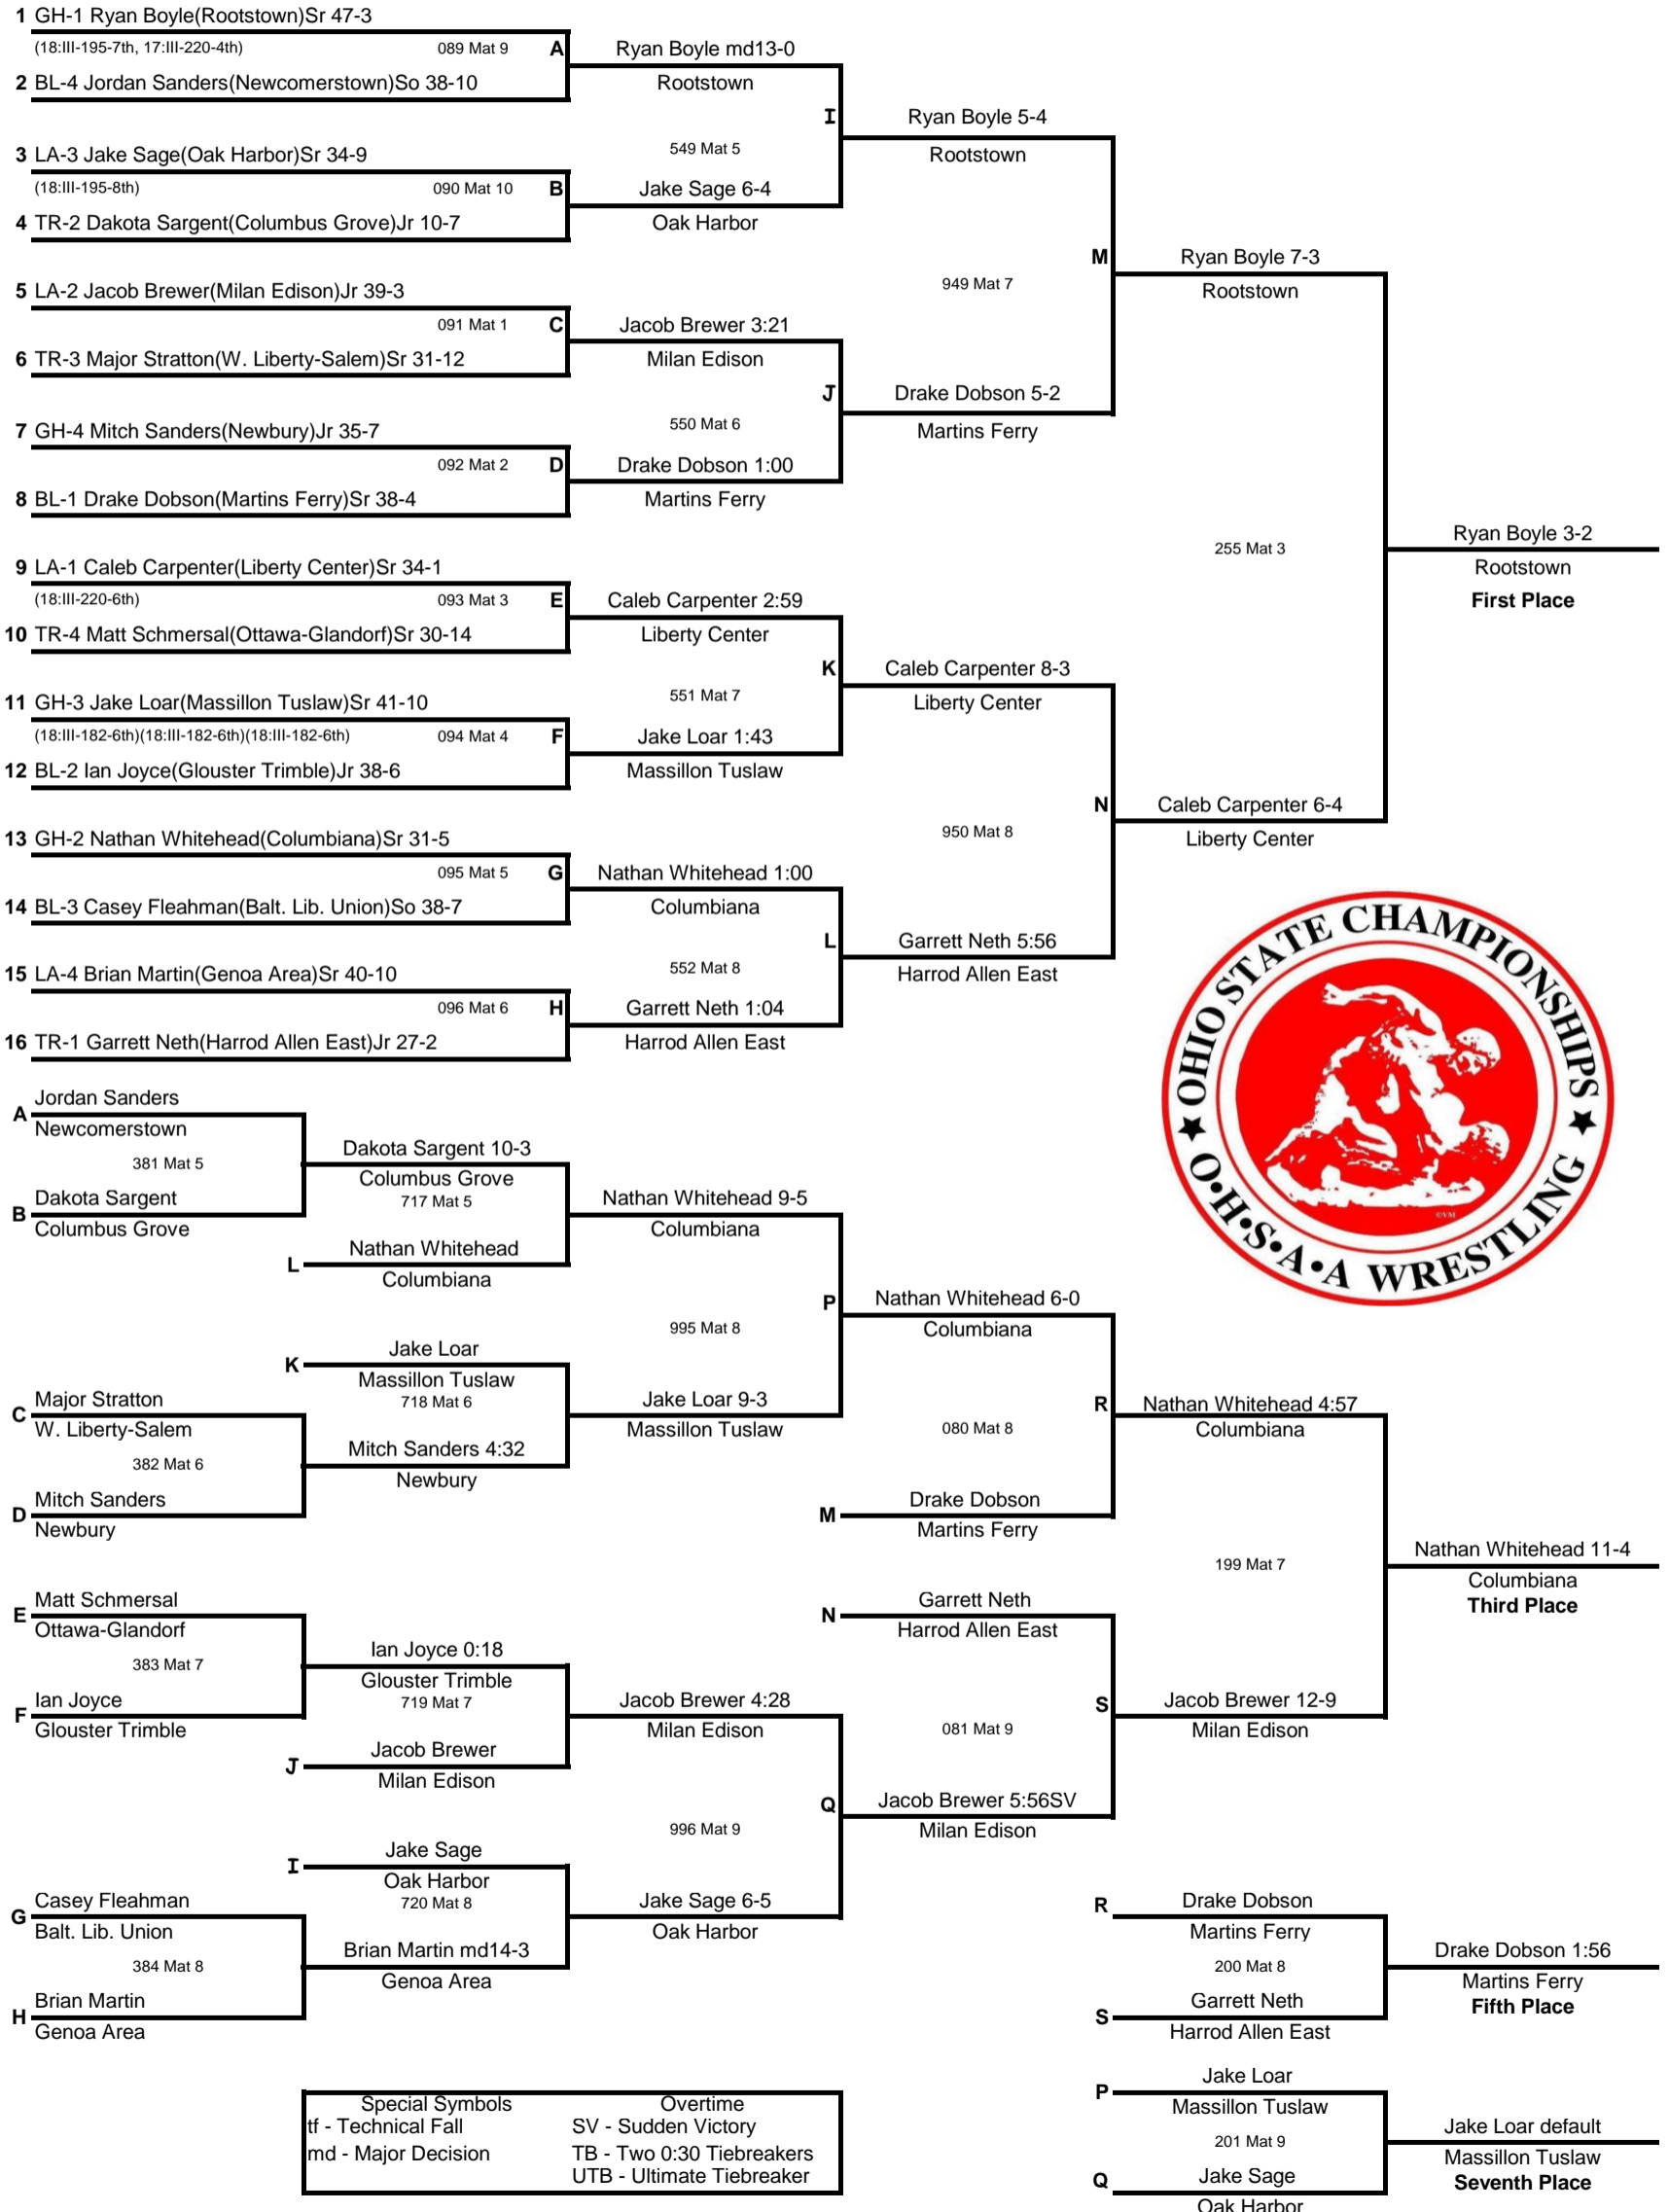 1 GH-1 Ryan Boyle(Rootstown)Sr 47-3
(18:III-195-7th, 17:III-220-4th) 089 Mat 9 A
2 BL-4 Jordan Sanders(Newcomerstown)So 38-10
Ryan Boyle md13-0
Rootstown
3 LA-3 Jake Sage(Oak Harbor)Sr 34-9
(18:III-195-8th) 090 Mat 10 B
4 TR-2 Dakota Sargent(Columbus Grove)Jr 10-7
549 Mat 5 I
Jake Sage 6-4
Oak Harbor
Ryan Boyle 5-4
Rootstown
5 LA-2 Jacob Brewer(Milan Edison)Jr 39-3
091 Mat 1 C
6 TR-3 Major Stratton(W. Liberty-Salem)Sr 31-12
Jacob Brewer 3:21
Milan Edison
7 GH-4 Mitch Sanders(Newbury)Jr 35-7
092 Mat 2 D
8 BL-1 Drake Dobson(Martins Ferry)Sr 38-4
550 Mat 6 J
Drake Dobson 1:00
Martins Ferry
Drake Dobson 5-2
Martins Ferry
949 Mat 7 M
Ryan Boyle 7-3
Rootstown
9 LA-1 Caleb Carpenter(Liberty Center)Sr 34-1
(18:III-220-6th) 093 Mat 3 E
10 TR-4 Matt Schmersal(Ottawa-Glandorf)Sr 30-14
Caleb Carpenter 2:59
Liberty Center
11 GH-3 Jake Loar(Massillon Tuslaw)Sr 41-10
(18:III-182-6th)(18:III-182-6th)(18:III-182-6th) 094 Mat 4 F
12 BL-2 Ian Joyce(Glouster Trimble)Jr 38-6
551 Mat 7 K
Jake Loar 1:43
Massillon Tuslaw
Caleb Carpenter 8-3
Liberty Center
13 GH-2 Nathan Whitehead(Columbiana)Sr 31-5
095 Mat 5 G
14 BL-3 Casey Fleahman(Balt. Lib. Union)So 38-7
Nathan Whitehead 1:00
Columbiana
15 LA-4 Brian Martin(Genoa Area)Sr 40-10
096 Mat 6 H
16 TR-1 Garrett Neth(Harrod Allen East)Jr 27-2
552 Mat 8 L
Garrett Neth 1:04
Harrod Allen East
Garrett Neth 5:56
Harrod Allen East
950 Mat 8 N
Caleb Carpenter 6-4
Liberty Center
255 Mat 3
Ryan Boyle 3-2
Rootstown
First Place
★ OHIO STATE CHAMPIONSHIPS ★
O•H•S•A•A WRESTLING
©VM
A Jordan Sanders
Newcomerstown
381 Mat 5
B Dakota Sargent
Columbus Grove
Dakota Sargent 10-3
Columbus Grove
717 Mat 5
L Nathan Whitehead
Columbiana
Nathan Whitehead 9-5
Columbiana
K Jake Loar
Massillon Tuslaw
718 Mat 6
C Major Stratton
W. Liberty-Salem
382 Mat 6
D Mitch Sanders
Newbury
Mitch Sanders 4:32
Newbury
995 Mat 8 P
Jake Loar 9-3
Massillon Tuslaw
Nathan Whitehead 6-0
Columbiana
080 Mat 8 R
M Drake Dobson
Martins Ferry
Nathan Whitehead 4:57
Columbiana
E Matt Schmersal
Ottawa-Glandorf
383 Mat 7
F Ian Joyce
Glouster Trimble
Ian Joyce 0:18
Glouster Trimble
719 Mat 7
J Jacob Brewer
Milan Edison
Jacob Brewer 4:28
Milan Edison
I Jake Sage
Oak Harbor
720 Mat 8
G Casey Fleahman
Balt. Lib. Union
384 Mat 8
H Brian Martin
Genoa Area
Brian Martin md14-3
Genoa Area
996 Mat 9 Q
Jake Sage 6-5
Oak Harbor
N Garrett Neth
Harrod Allen East
081 Mat 9 S
Jacob Brewer 5:56SV
Milan Edison
Jacob Brewer 12-9
Milan Edison
199 Mat 7
Nathan Whitehead 11-4
Columbiana
Third Place
R Drake Dobson
Martins Ferry
200 Mat 8
S Garrett Neth
Harrod Allen East
Drake Dobson 1:56
Martins Ferry
Fifth Place
P Jake Loar
Massillon Tuslaw
201 Mat 9
Q Jake Sage
Oak Harbor
Jake Loar default
Massillon Tuslaw
Seventh Place
Special Symbols Overtime
tf - Technical Fall SV - Sudden Victory
md - Major Decision TB - Two 0:30 Tiebreakers
UTB - Ultimate Tiebreaker